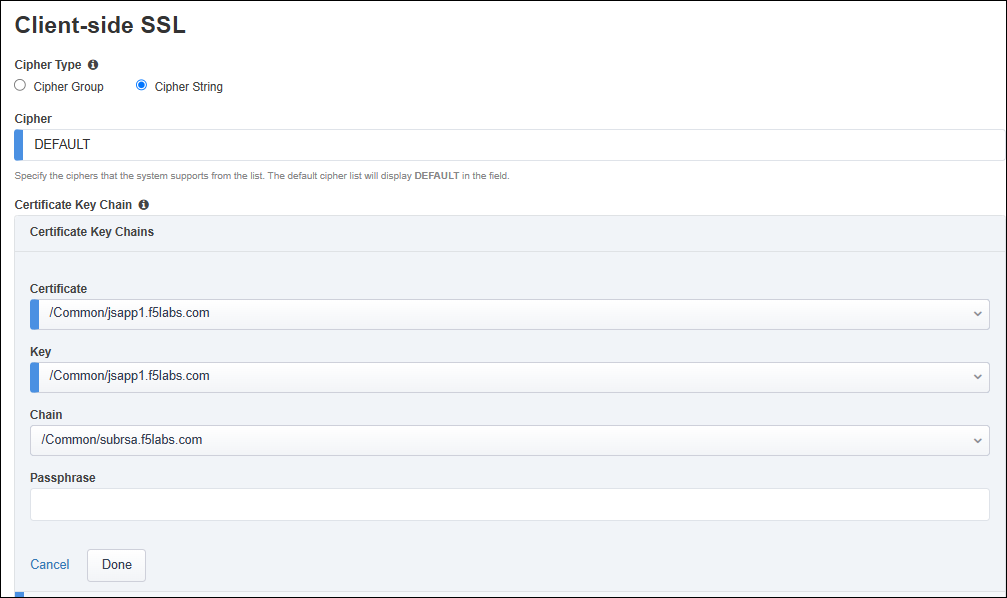 Client-side SSL
Cipher Type
Cipher Group Cipher String
Cipher
DEFAULT
Specify the ciphers that the system supports from the list. The default cipher list will display DEFAULT in the field.
Certificate Key Chain
Certificate Key Chains
Certificate
/Common/jsapp1.f5labs.com
Key
/Common/jsapp1.f5labs.com
Chain
/Common/subrsa.f5labs.com
Passphrase
Cancel Done